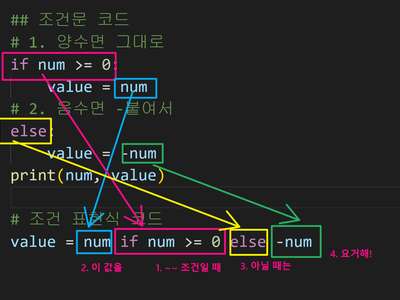 ## 조건문 코드
# 1. 양수면 그대로
if num >= 0:
value = num
# 2. 음수면 -붙여서
else:
value = -num
print(num, value)
# 조건 표현식 코드
value = num if num >= 0 else -num
2. 이 값을 1. ~~ 조건일 때 3. 아닐 때는 4. 요거해!